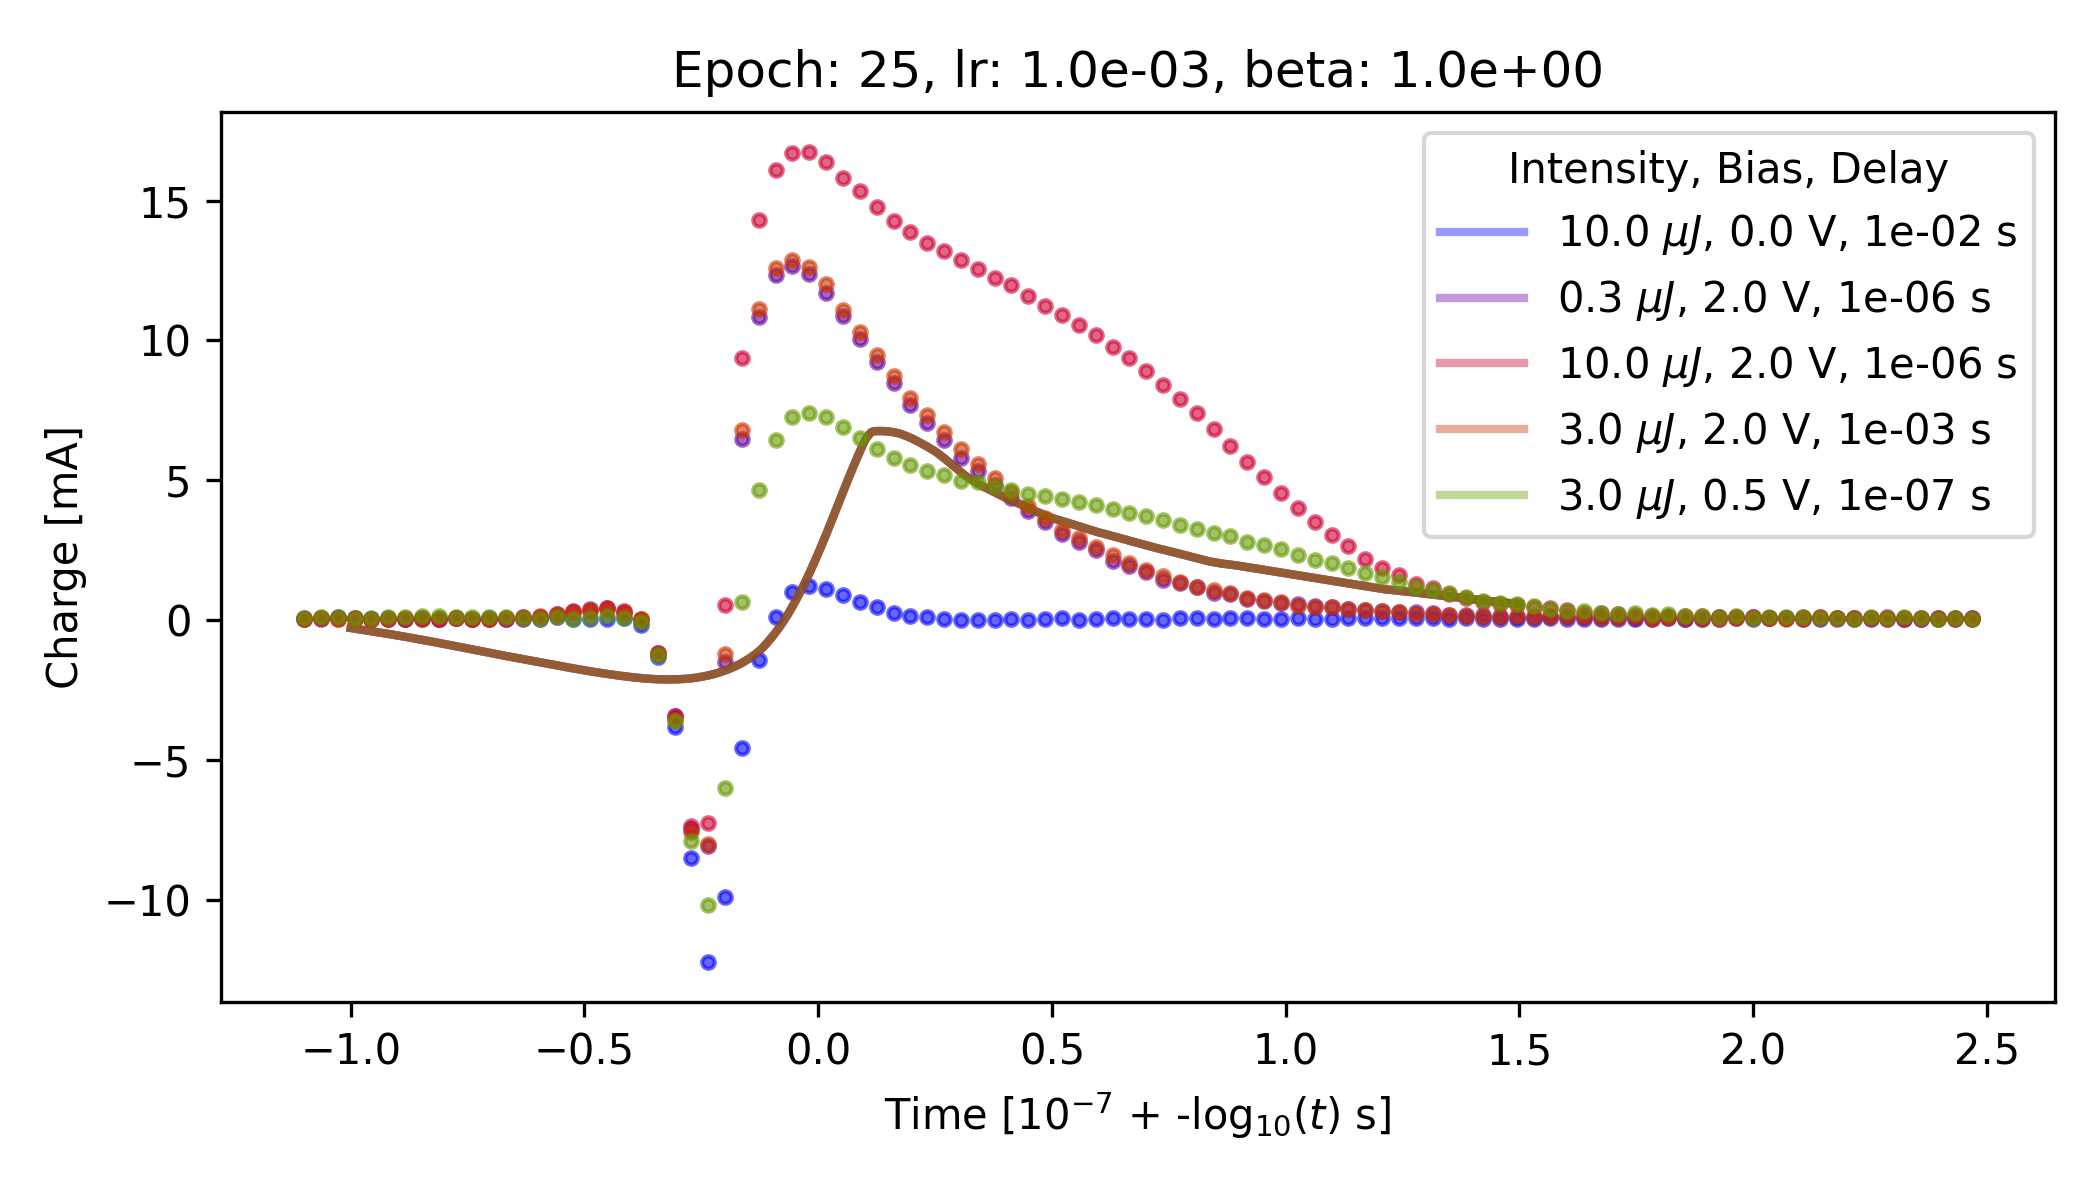 Epoch: 25, lr: 1.0e-03, beta: 1.0e+00
Charge [mA]
15
10
5
0
−5
−10
Intensity, Bias, Delay
10.0 μJ, 0.0 V, 1e-02 s
0.3 μJ, 2.0 V, 1e-06 s
10.0 μJ, 2.0 V, 1e-06 s
3.0 μJ, 2.0 V, 1e-03 s
3.0 μJ, 0.5 V, 1e-07 s
−1.0 −0.5 0.0 0.5 1.0 1.5 2.0 2.5
Time [10⁻⁷ + -log₁₀(t) s]